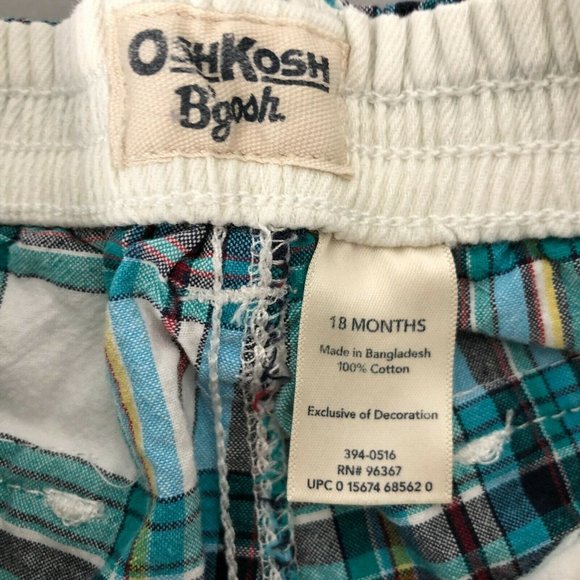 OSHKOSH
B'gosh.
18 MONTHS
Made in Bangladesh
100% Cotton
Exclusive of Decoration
394-0516
RN# 96367
UPC 0 15674 68562 0